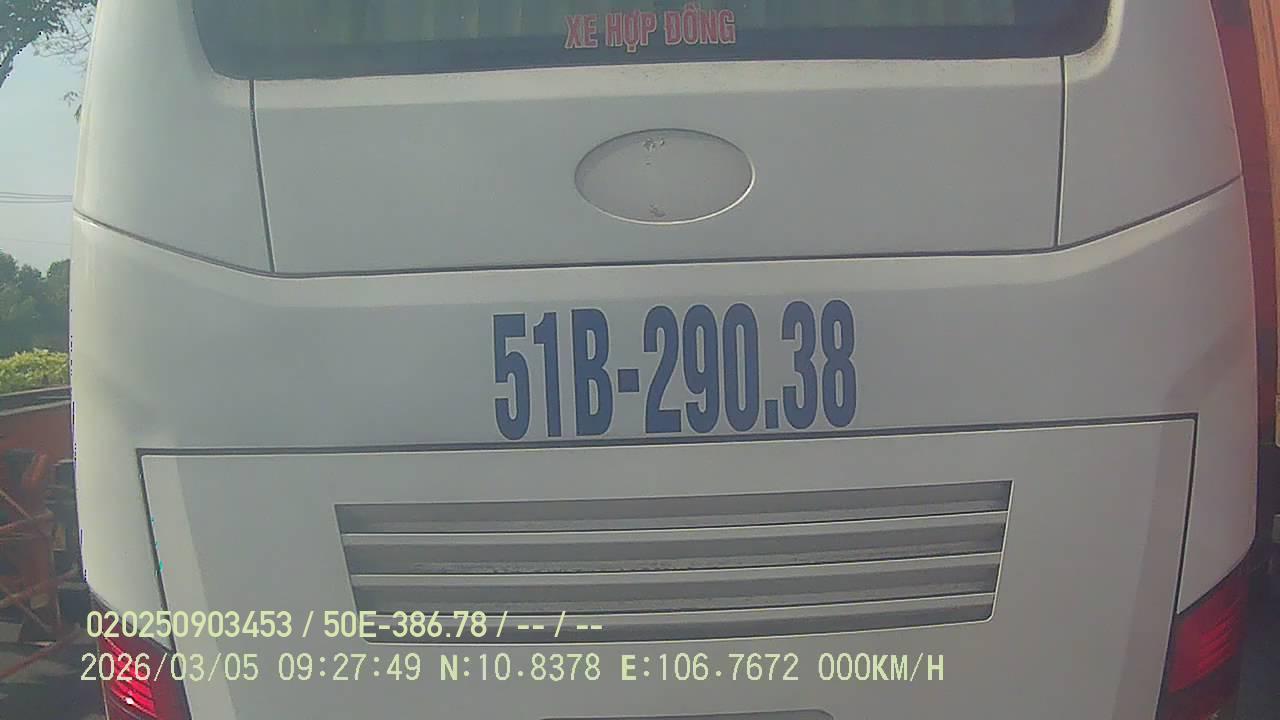 XE HỢP ĐỒNG
51B-290.38
020250903453 / 50E-386.78 / -- / --
2026/03/05 09:27:49 N:10.8378 E:106.7672 000KM/H